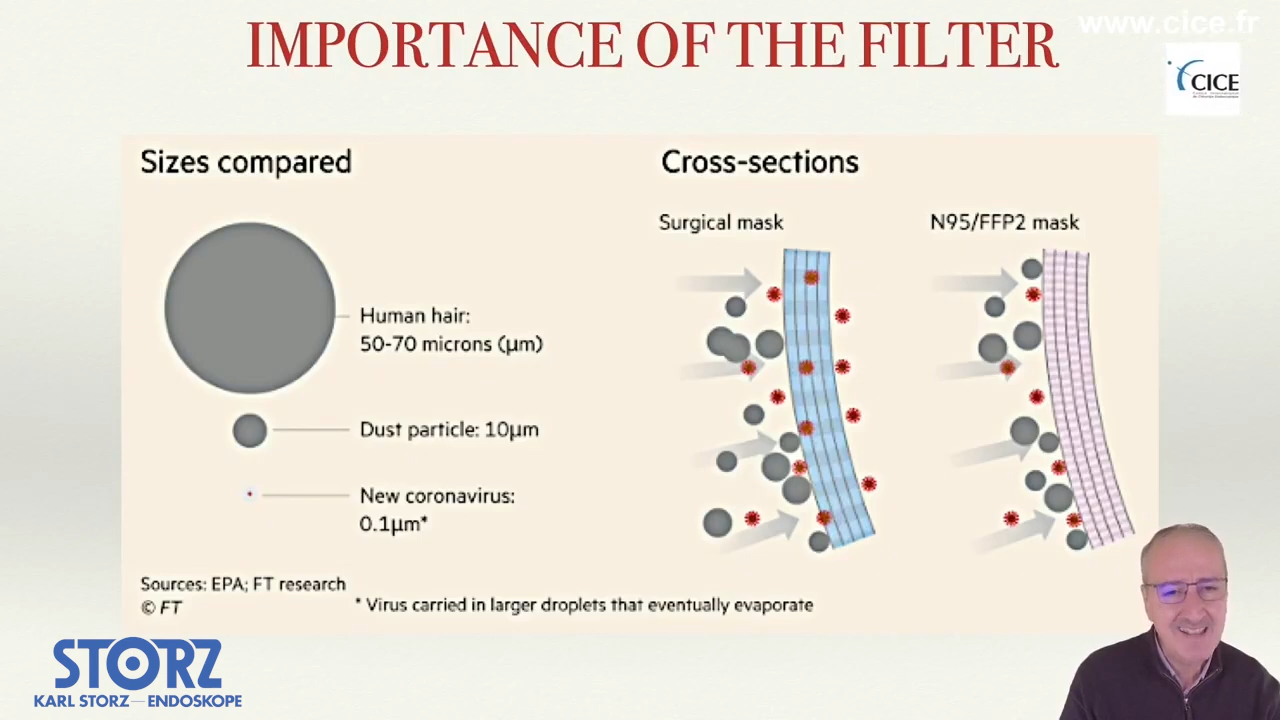 IMPORTANCE OF THE FILTER
www.cice.fr
CICE
Sizes compared
Human hair:
50-70 microns (μm)
Dust particle: 10μm
New coronavirus:
0.1μm*
Cross-sections
Surgical mask
N95/FFP2 mask
Sources: EPA; FT research
© FT
* Virus carried in larger droplets that eventually evaporate
STORZ
KARL STORZ—ENDOSKOPE